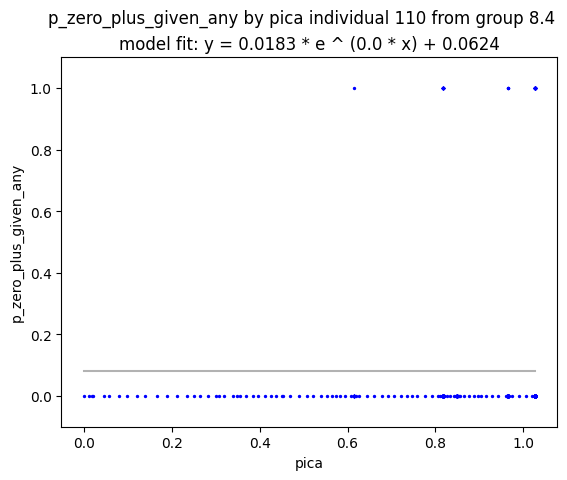 p_zero_plus_given_any by pica individual 110 from group 8.4
model fit: y = 0.0183 * e ^ (0.0 * x) + 0.0624
1.0
0.8
0.6
0.4
0.2
0.0
p_zero_plus_given_any
0.0 0.2 0.4 0.6 0.8 1.0
pica